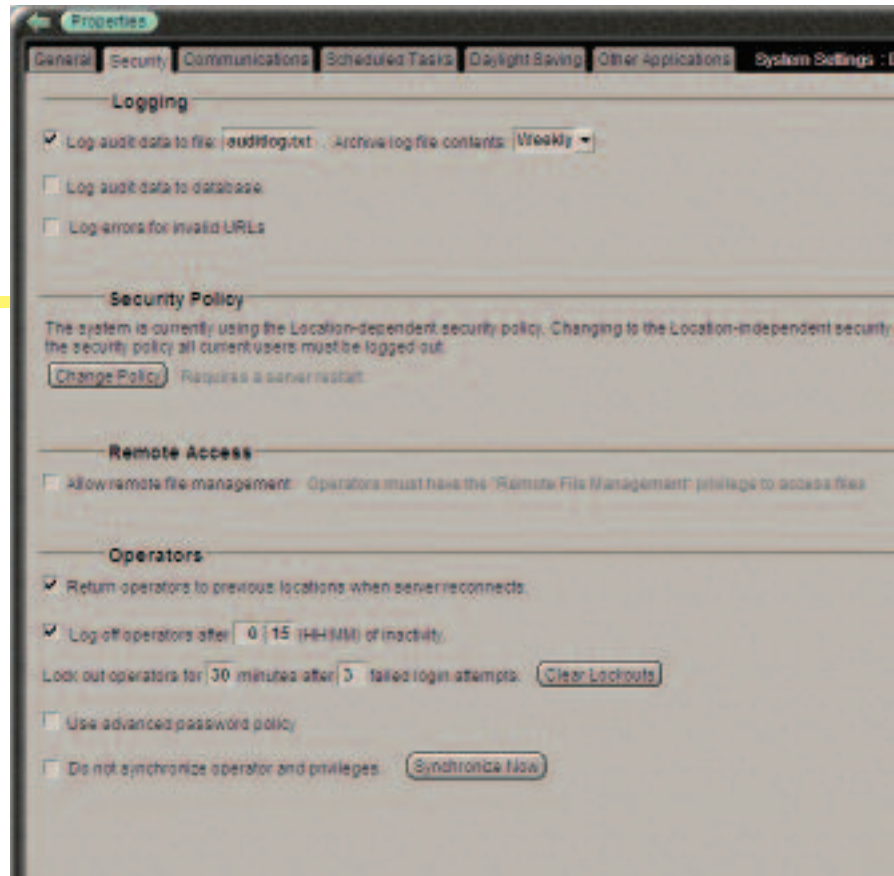 Properties
General Security Communications Scheduled Tasks Daylight Saving Other Applications System Settings :
Logging
Log audit data to file: auditlog.txt . Archive log file contents: Weekly
Log audit data to database
Log errors for invalid URLs
Security Policy
The system is currently using the Location-dependent security policy. Changing to the Location-independent security
the security policy all current users must be logged out.
Change Policy Requires a server restart
Remote Access
Allow remote file management Operators must have the "Remote File Management" privilege to access files
Operators
Return operators to previous locations when server reconnects.
Log off operators after 0 : 15 (HH:MM) of inactivity.
Lock out operators for 30 minutes after 3 failed login attempts. Clear Lockouts
Use advanced password policy
Do not synchronize operator and privileges. Synchronize Now